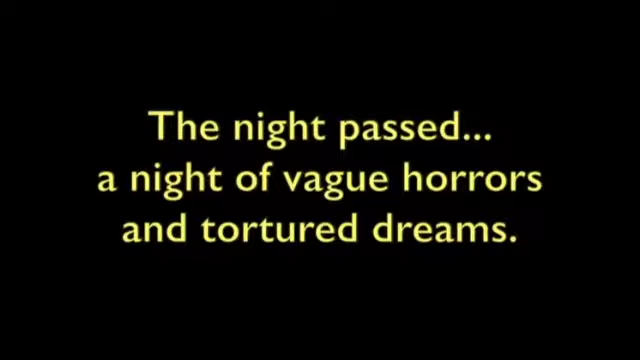 The night passed...
a night of vague horrors
and tortured dreams.